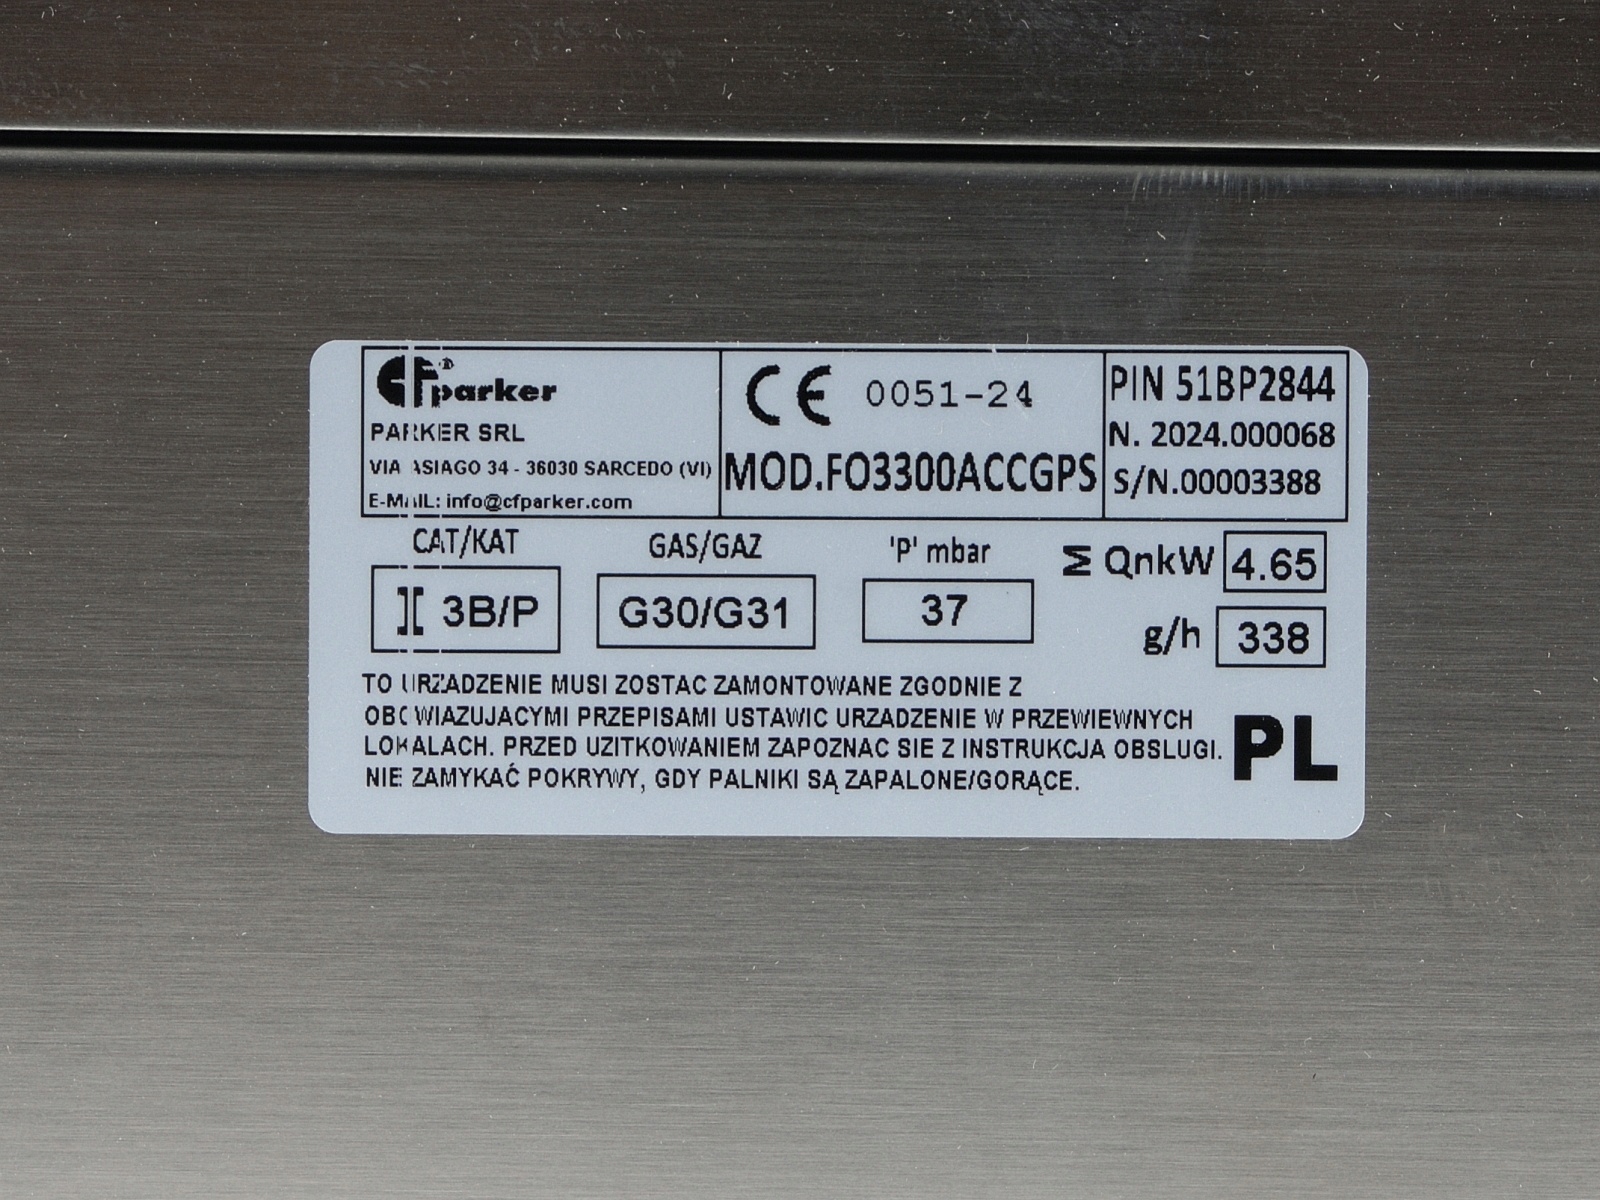 CF® parker
PARKER SRL
VIA ASIAGO 34 - 36030 SARCEDO (VI)
E-MAIL: info@cfparker.com
CE 0051-24
MOD.FO3300ACCGPS
PIN 51BP2844
N. 2024.000068
S/N.00003388
CAT/KAT
I 3B/P
GAS/GAZ
G30/G31
'P' mbar
37
Σ QnkW 4.65
g/h 338
TO URZADZENIE MUSI ZOSTAC ZAMONTOWANE ZGODNIE Z
OBOWIAZUJACYMI PRZEPISAMI USTAWIC URZADZENIE W PRZEWIEWNYCH
LOKALACH. PRZED UZITKOWANIEM ZAPOZNAC SIE Z INSTRUKCJA OBSLUGI.
NIE ZAMYKAĆ POKRYWY, GDY PALNIKI SĄ ZAPALONE/GORĄCE.
PL